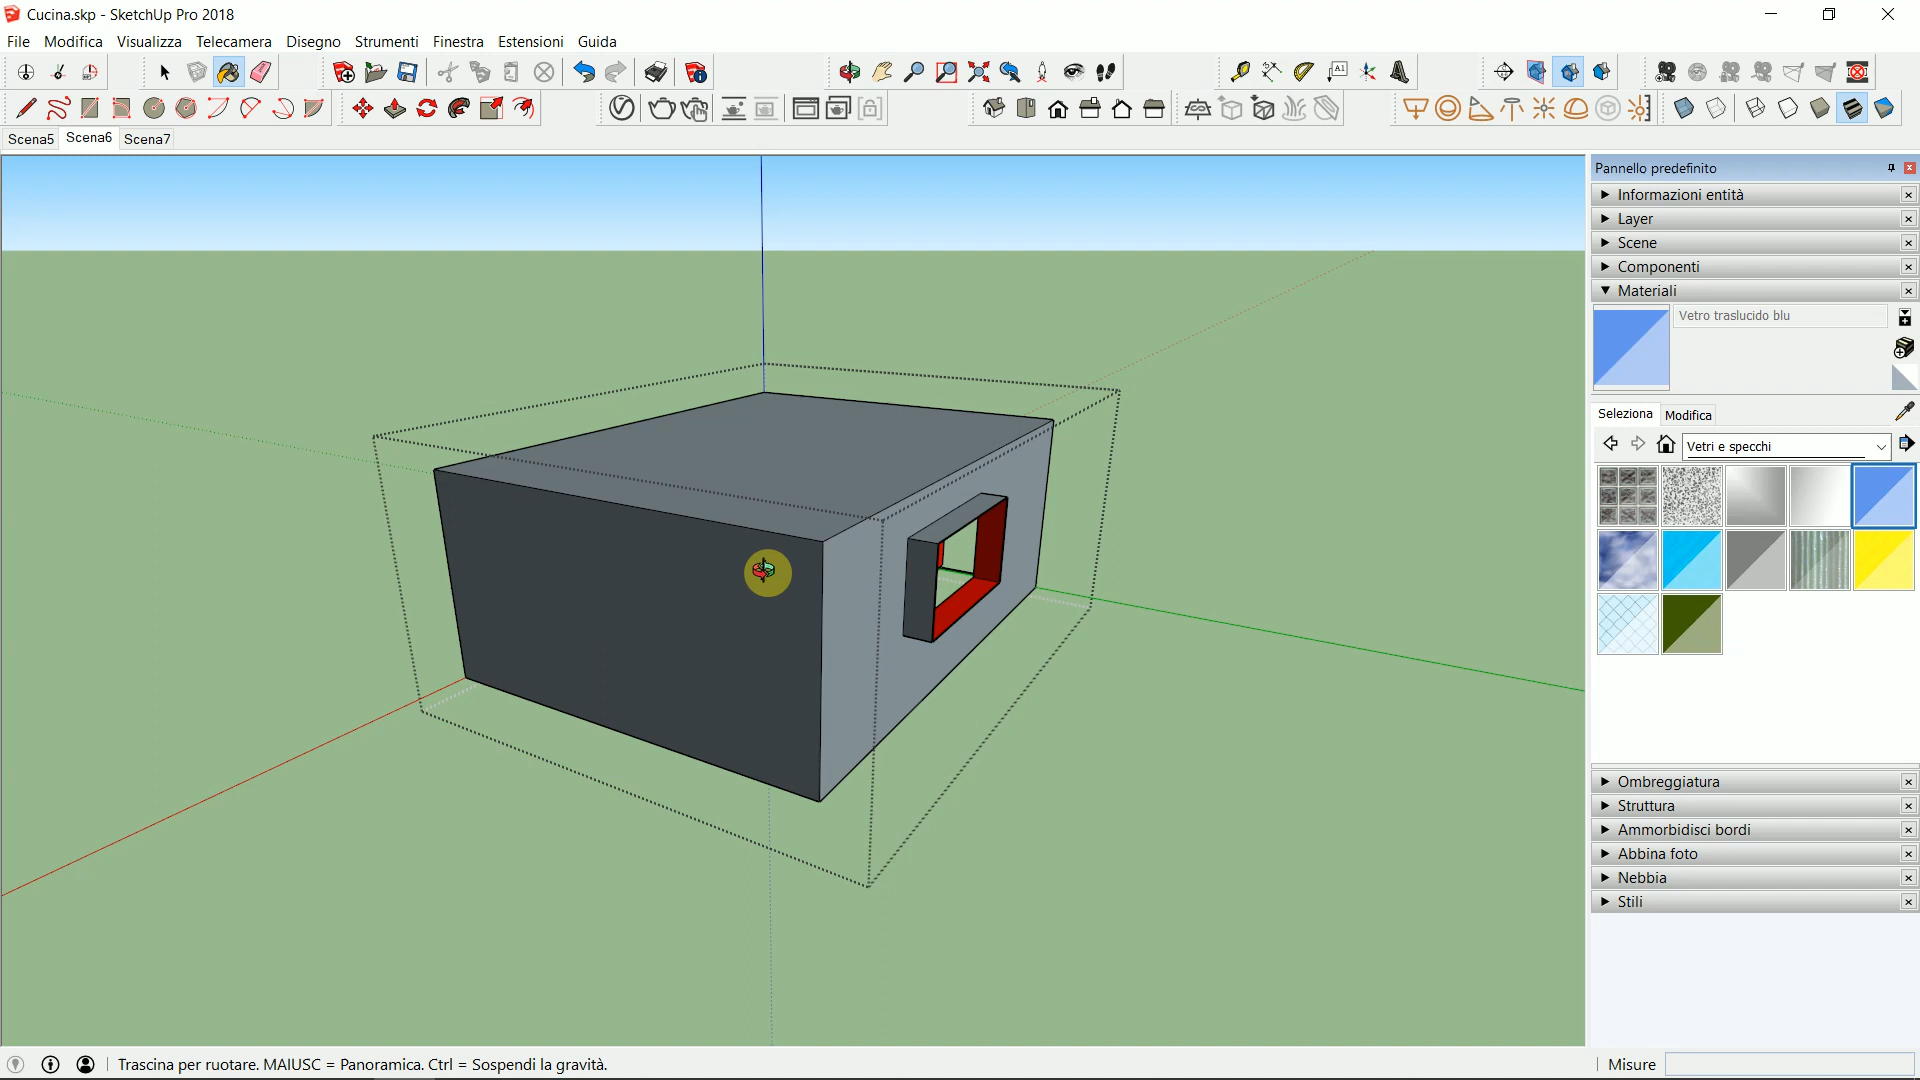 Cucina.skp - SketchUp Pro 2018
File Modifica Visualizza Telecamera Disegno Strumenti Finestra Estensioni Guida
Scena5 Scena6 Scena7
Pannello predefinito
Informazioni entità
Layer
Scene
Componenti
Materiali
Vetro traslucido blu
Seleziona Modifica
Vetri e specchi
Ombreggiatura
Struttura
Ammorbidisci bordi
Abbina foto
Nebbia
Stili
Trascina per ruotare. MAIUSC = Panoramica. Ctrl = Sospendi la gravità.
Misure